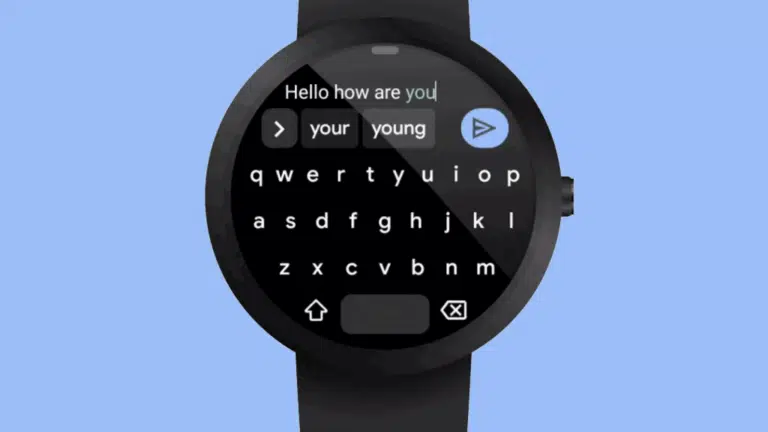 Hello how are you
your young
q w e r t y u i o p
a s d f g h j k l
z x c v b n m